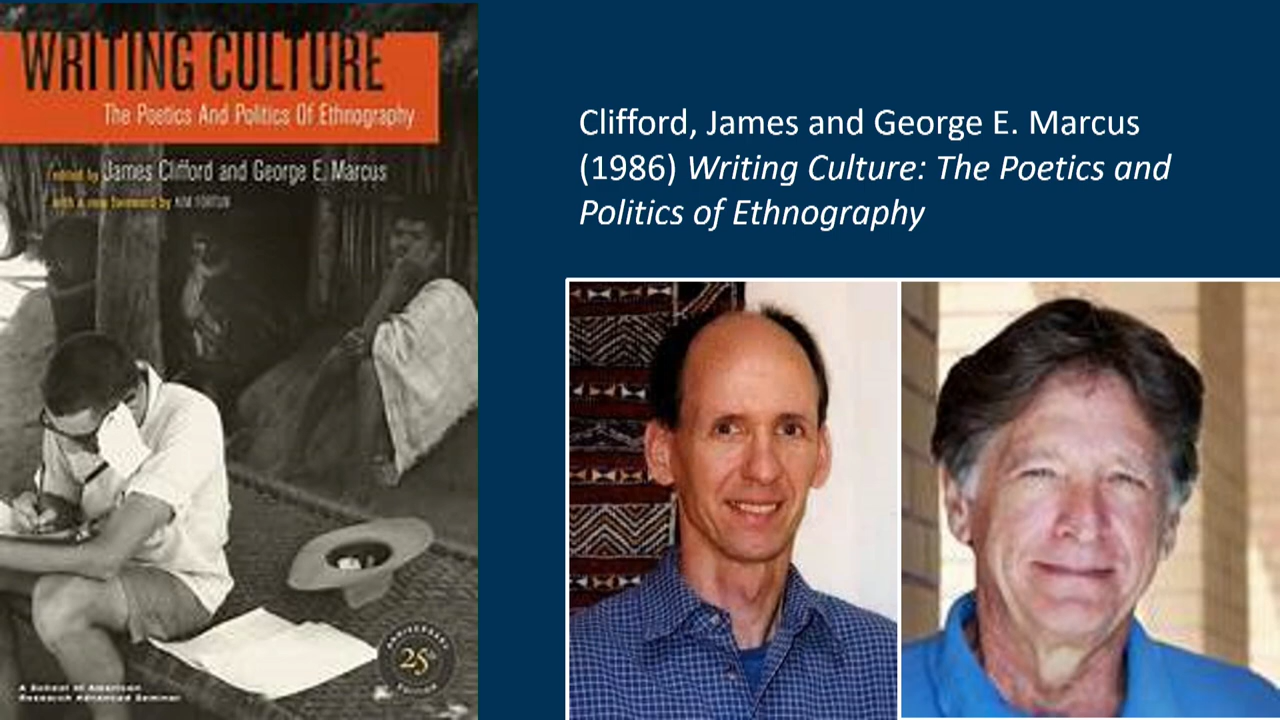 WRITING CULTURE
The Poetics And Politics Of Ethnography
edited by James Clifford and George E. Marcus
with a new foreword by KIM FORTUN
ANNIVERSARY
25th
EDITION
A School of American
Research Advanced Seminar
Clifford, James and George E. Marcus
(1986) Writing Culture: The Poetics and
Politics of Ethnography